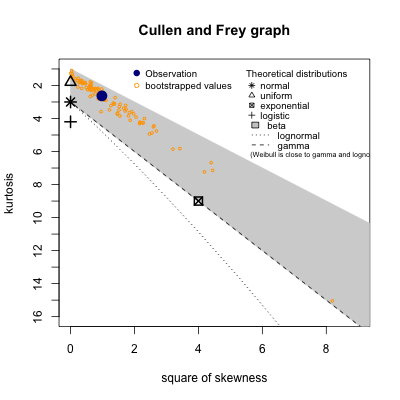 Cullen and Frey graph
Observation
bootstrapped values
Theoretical distributions
normal
uniform
exponential
logistic
beta
lognormal
gamma
(Weibull is close to gamma and logno
kurtosis
2
4
6
8
10
12
14
16
0 2 4 6 8
square of skewness